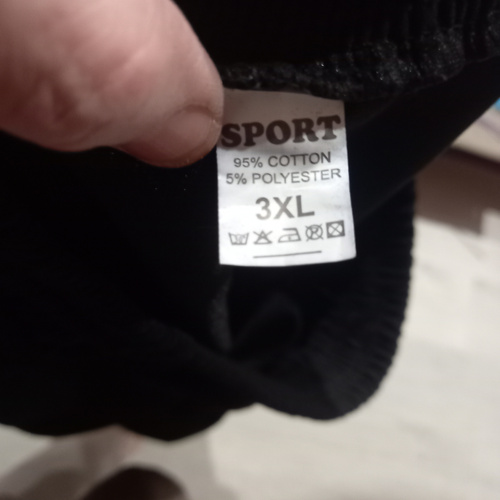 SPORT
95% COTTON
5% POLYESTER
3XL